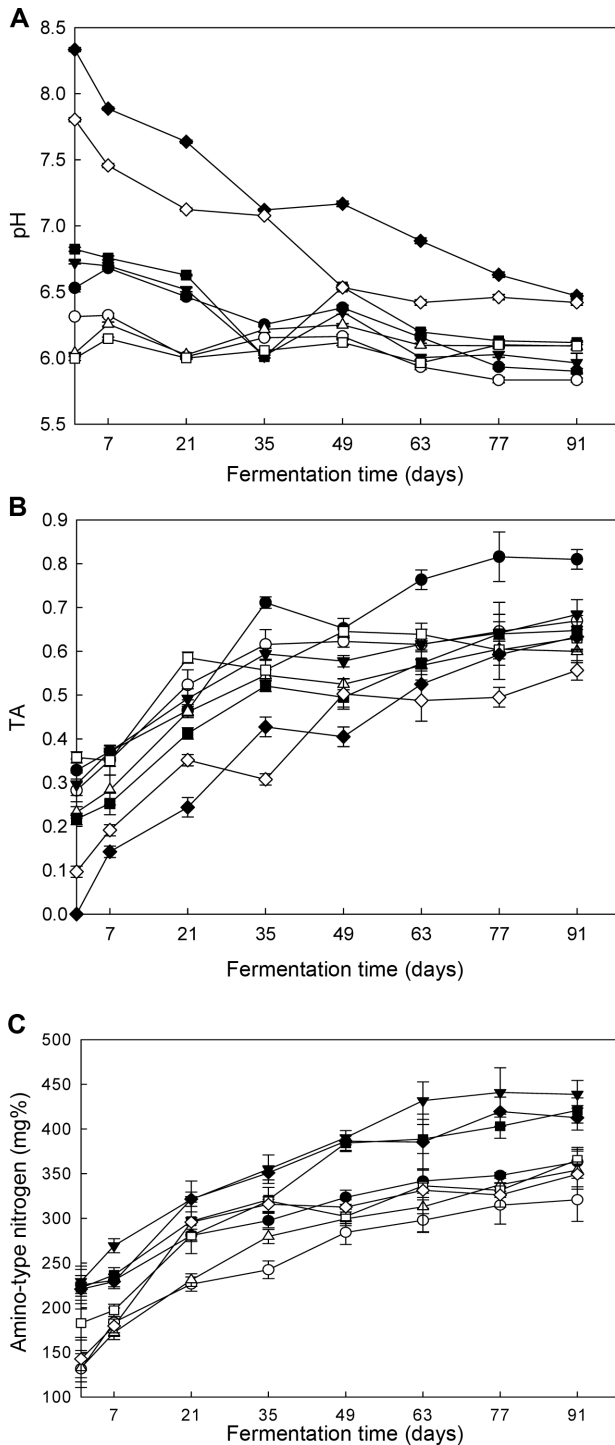 A
8.5
8.0
7.5
7.0
6.5
6.0
5.5
pH
7 21 35 49 63 77 91
Fermentation time (days)
B
0.9
0.8
0.7
0.6
0.5
0.4
0.3
0.2
0.1
0.0
TA
7 21 35 49 63 77 91
Fermentation time (days)
C
500
450
400
350
300
250
200
150
100
Amino-type nitrogen (mg%)
7 21 35 49 63 77 91
Fermentation time (days)